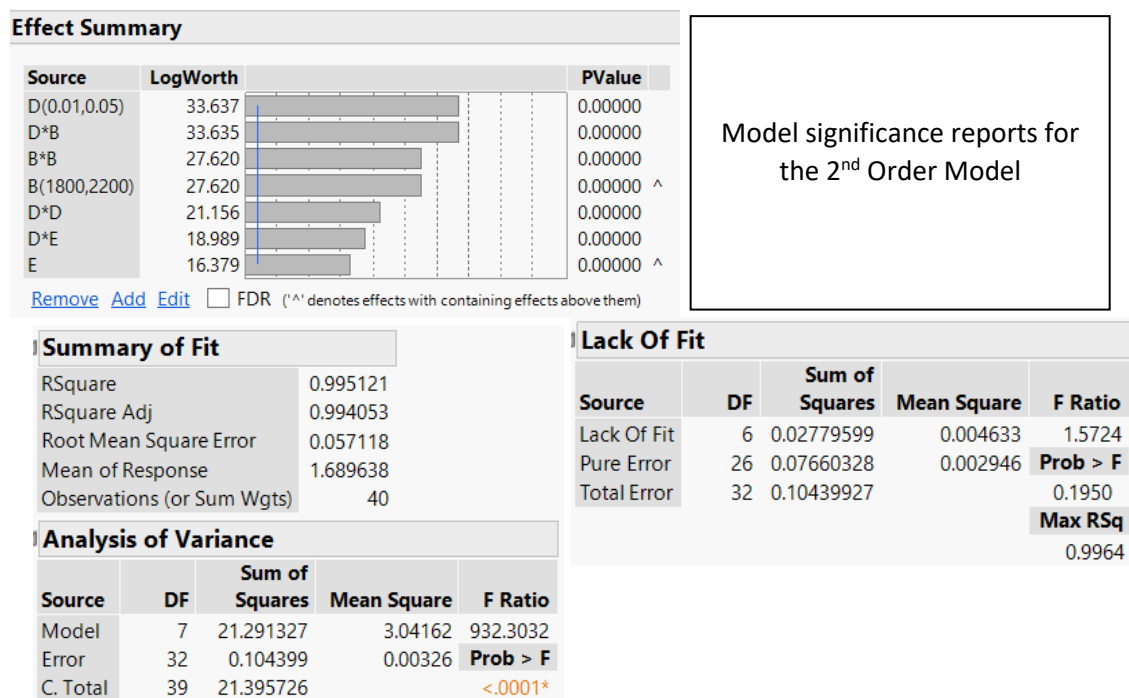 Effect Summary
Source LogWorth PValue
D(0.01,0.05) 33.637 0.00000
D*B 33.635 0.00000
B*B 27.620 0.00000
B(1800,2200) 27.620 0.00000 ^
D*D 21.156 0.00000
D*E 18.989 0.00000
E 16.379 0.00000 ^
Remove Add Edit FDR ('^' denotes effects with containing effects above them)
Model significance reports for
the 2nd Order Model
Summary of Fit
RSquare 0.995121
RSquare Adj 0.994053
Root Mean Square Error 0.057118
Mean of Response 1.689638
Observations (or Sum Wgts) 40
Lack Of Fit
Sum of
Source DF Squares Mean Square F Ratio
Lack Of Fit 6 0.02779599 0.004633 1.5724
Pure Error 26 0.07660328 0.002946 Prob > F
Total Error 32 0.10439927 0.1950
Max RSq
0.9964
Analysis of Variance
Sum of
Source DF Squares Mean Square F Ratio
Model 7 21.291327 3.04162 932.3032
Error 32 0.104399 0.00326 Prob > F
C. Total 39 21.395726 <.0001*